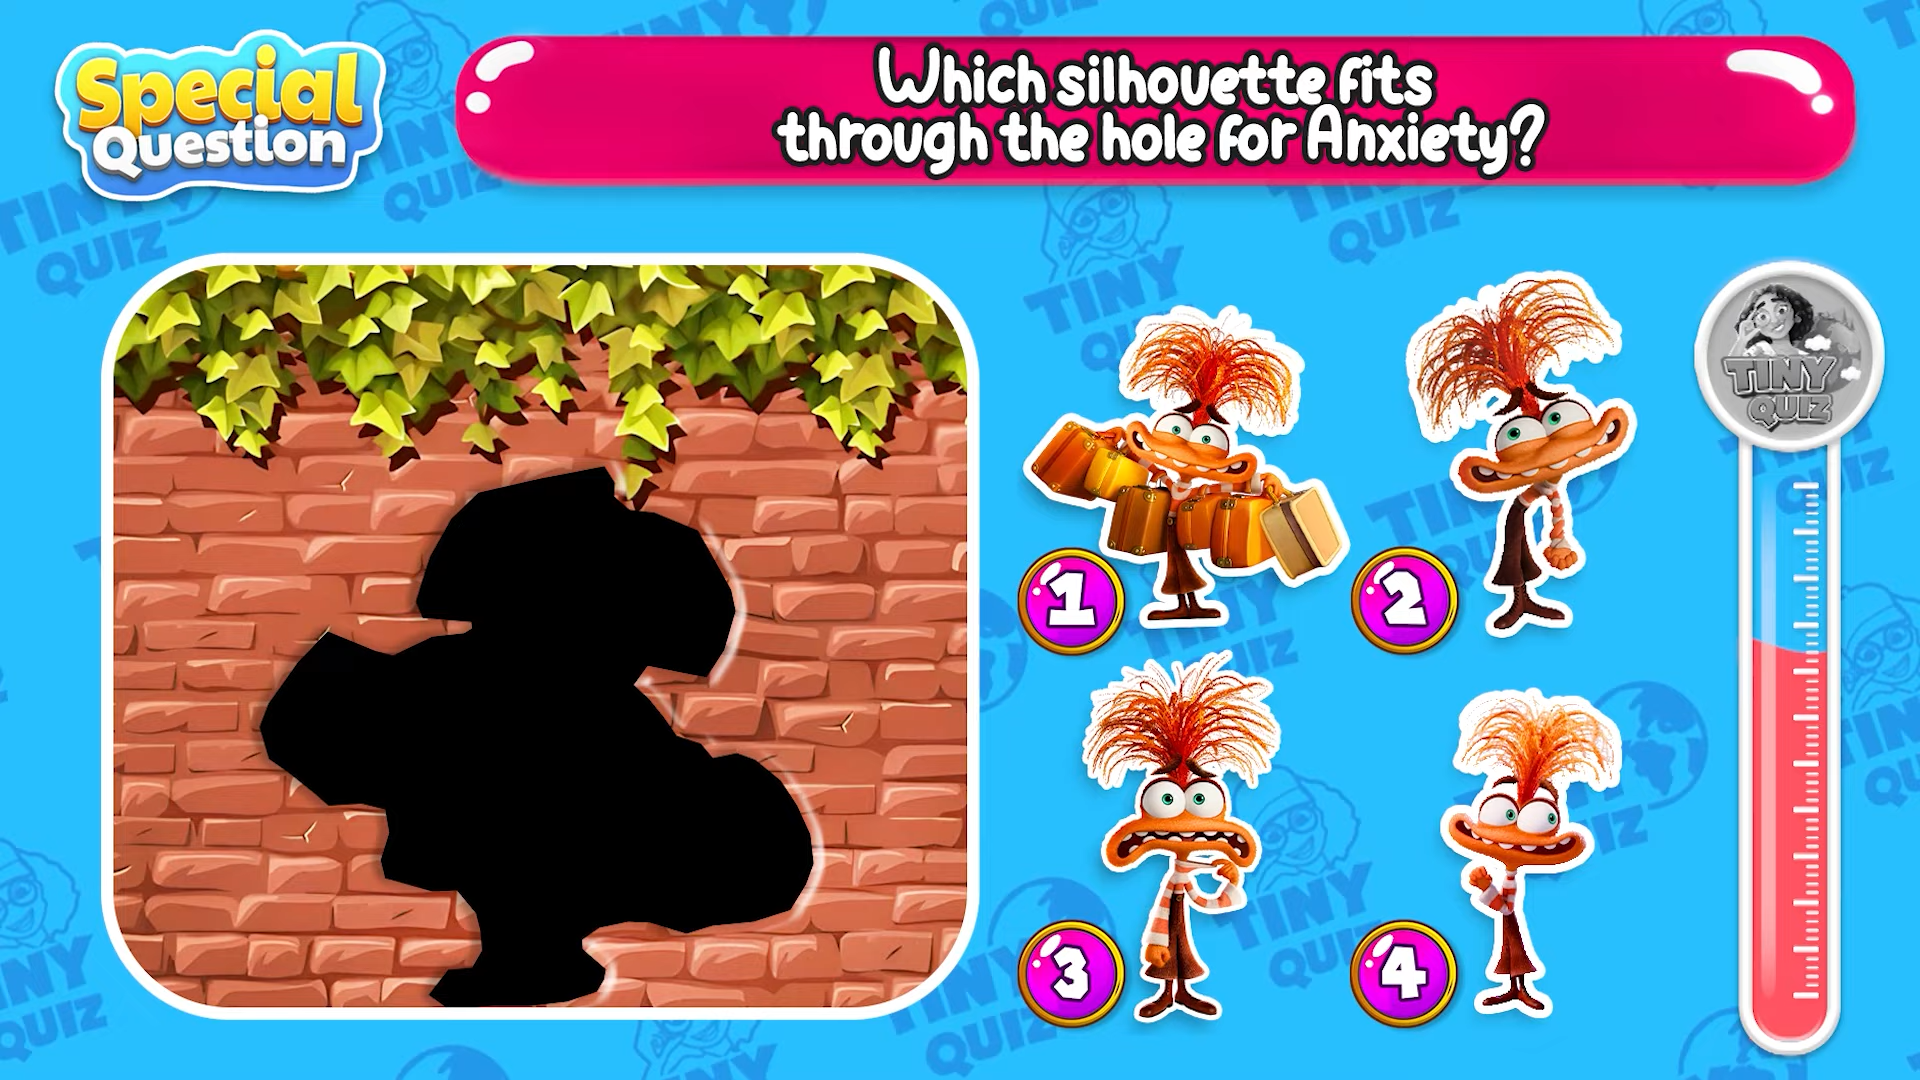 Special
Question
Which silhouette fits
through the hole for Anxiety?
TINY
QUIZ
1
2
3
4